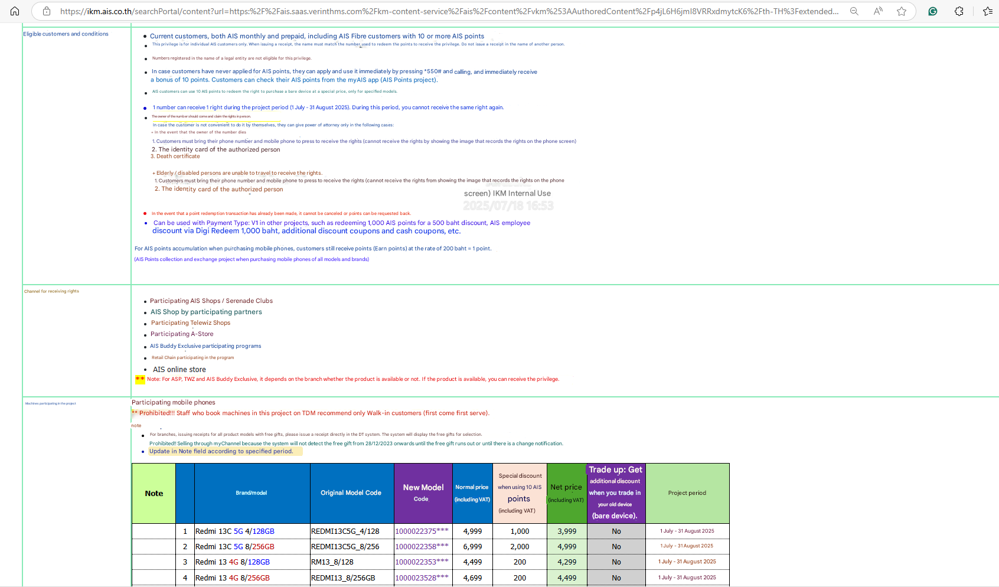 https://ikm.ais.co.th/searchPortal/content?url=https:%2F%2Fais.saas.verinthms.com%2Fkm-content-service%2Fais%2Fcontent%2Fvkm%253AAuthoredContent%2Fp4jL6H6jmI8VRRxdmytcK6%2Fth-TH%3Fextended...
Eligible customers and conditions
Current customers, both AIS monthly and prepaid, including AIS Fibre customers with 10 or more AIS points
This privilege is for individual AIS customers only. When issuing a receipt, the name must match the number used to redeem the points to receive the privilege. Do not issue a receipt in the name of another person.
Numbers registered in the name of a legal entity are not eligible for this privilege.
In case customers have never applied for AIS points, they can apply and use it immediately by pressing *550# and calling, and immediately receive
a bonus of 10 points. Customers can check their AIS points from the myAIS app (AIS Points project).
AIS customers can use 10 AIS points to redeem the right to purchase a bare device at a special price, only for specified models.
1 number can receive 1 right during the project period (1 July - 31 August 2025). During this period, you cannot receive the same right again.
The owner of the number should come and claim the rights in person.
In case the customer is not convenient to do it by themselves, they can give power of attorney only in the following cases:
+ In the event that the owner of the number dies
1. Customers must bring their phone number and mobile phone to press to receive the rights (cannot receive the rights by showing the image that records the rights on the phone screen)
2. The identity card of the authorized person
3. Death certificate
+ Elderly / disabled persons are unable to travel to receive the rights.
1. Customers must bring their phone number and mobile phone to press to receive the rights (cannot receive the rights from showing the image that records the rights on the phone
2. The identity card of the authorized person
screen) IKM Internal Use
2025/07/18 16:53
In the event that a point redemption transaction has already been made, it cannot be canceled or points can be requested back.
Can be used with Payment Type: V1 in other projects, such as redeeming 1,000 AIS points for a 500 baht discount, AIS employee
discount via Digi Redeem 1,000 baht, additional discount coupons and cash coupons, etc.
For AIS points accumulation when purchasing mobile phones, customers still receive points (Earn points) at the rate of 200 baht = 1 point.
(AIS Points collection and exchange project when purchasing mobile phones of all models and brands)
Channel for receiving rights
Participating AIS Shops / Serenade Clubs
AIS Shop by participating partners
Participating Telewiz Shops
Participating A-Store
AIS Buddy Exclusive participating programs
Retail Chain participating in the program
AIS online store
** Note: For ASP, TWZ and AIS Buddy Exclusive, it depends on the branch whether the product is available or not. If the product is available, you can receive the privilege.
Machines participating in the project
Participating mobile phones
** Prohibited!!! Staff who book machines in this project on TDM recommend only Walk-in customers (first come first serve).
note
For branches, issuing receipts for all product models with free gifts, please issue a receipt directly in the DT system. The system will display the free gifts for selection.
Prohibited!! Selling through myChannel because the system will not detect the free gift from 28/12/2023 onwards until the free gift runs out or until there is a change notification.
Update in Note field according to specified period.
Note
Brand/model
Original Model Code
New Model
Code
Normal price
(including VAT)
Special discount
when using 10 AIS
points
(including VAT)
Net price
(including VAT)
Trade up: Get
additional discount
when you trade in
your old device
(bare device).
Project period
1 Redmi 13C 5G 4/128GB REDMI13C5G_4/128 1000022375*** 4,999 1,000 3,999 No 1 July - 31 August 2025
2 Redmi 13C 5G 8/256GB REDMI13C5G_8/256 1000022358*** 6,999 2,000 4,999 No 1 July - 31 August 2025
3 Redmi 13 4G 8/128GB RM13_8/128 1000022353*** 4,499 200 4,299 No 1 July - 31 August 2025
4 Redmi 13 4G 8/256GB REDMI13_8/256GB 1000023528*** 4,699 200 4,499 No 1 July - 31 August 2025